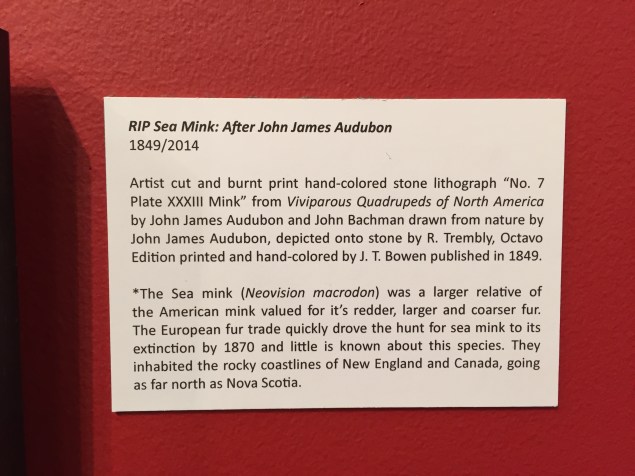 RIP Sea Mink: After John James Audubon
1849/2014
Artist cut and burnt print hand-colored stone lithograph “No. 7
Plate XXXIII Mink” from Viviparous Quadrupeds of North America
by John James Audubon and John Bachman drawn from nature by
John James Audubon, depicted onto stone by R. Trembly, Octavo
Edition printed and hand-colored by J. T. Bowen published in 1849.
*The Sea mink (Neovision macrodon) was a larger relative of
the American mink valued for it’s redder, larger and coarser fur.
The European fur trade quickly drove the hunt for sea mink to its
extinction by 1870 and little is known about this species. They
inhabited the rocky coastlines of New England and Canada, going
as far north as Nova Scotia.